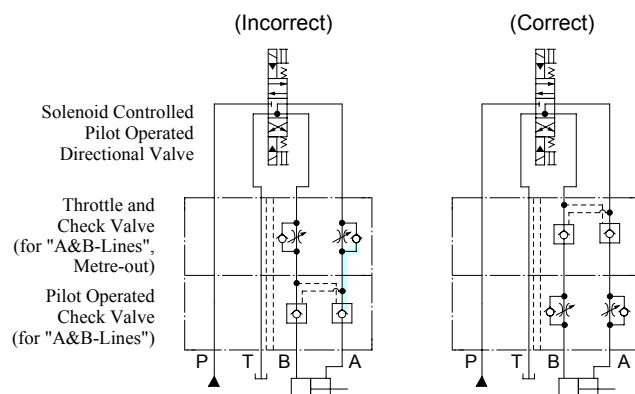 (Incorrect)
(Correct)
Solenoid Controlled
Pilot Operated
Directional Valve
Throttle and
Check Valve
(for "A&B-Lines",
Metre-out)
Pilot Operated
Check Valve
(for "A&B-Lines")
P T B A
P T B A